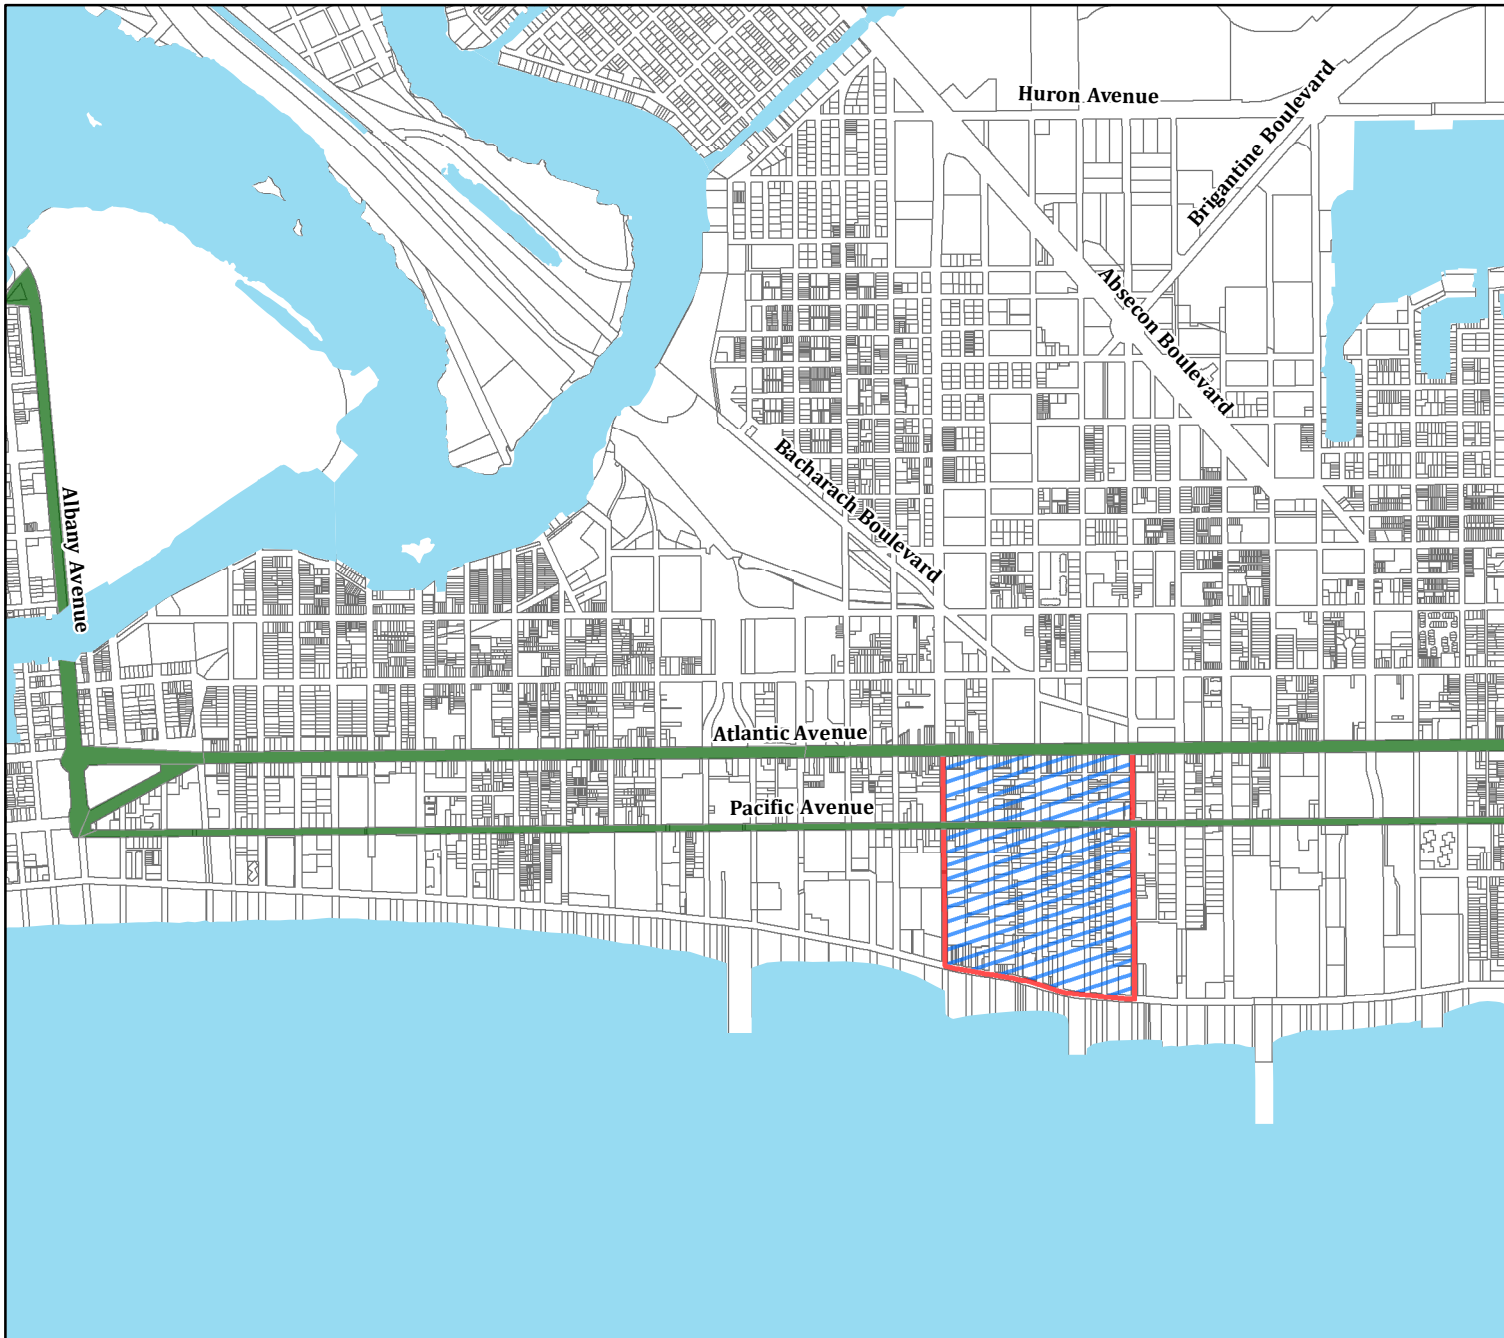 Huron Avenue
Brigantine Boulevard
Absecon Boulevard
Bacharach Boulevard
Albany Avenue
Atlantic Avenue
Pacific Avenue